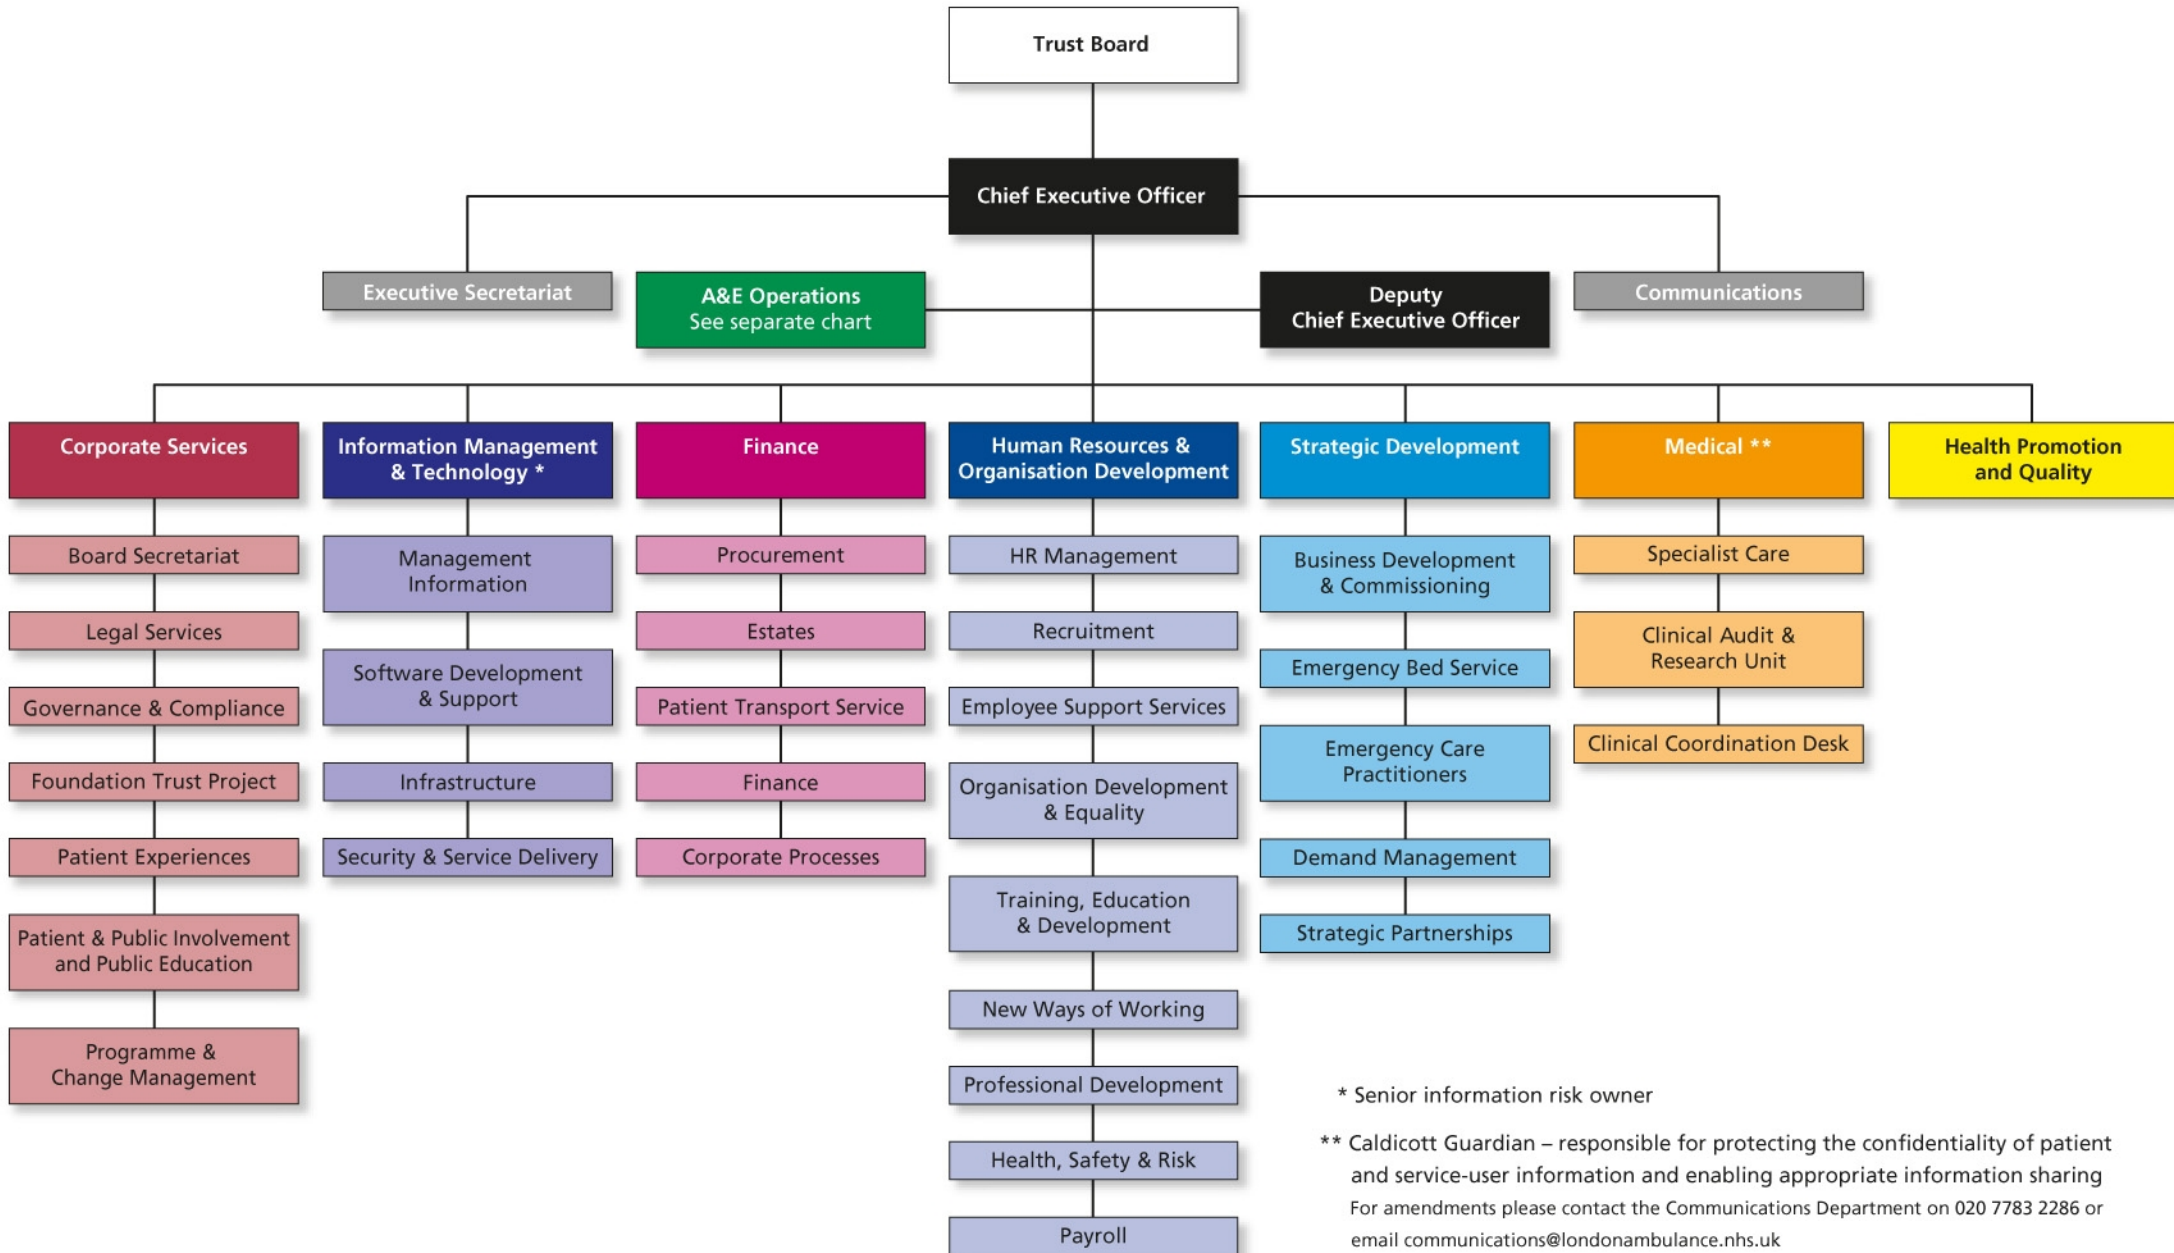 Trust Board
Chief Executive Officer
Executive Secretariat
A&E Operations
See separate chart
Deputy
Chief Executive Officer
Communications
Corporate Services
Board Secretariat
Legal Services
Governance & Compliance
Foundation Trust Project
Patient Experiences
Patient & Public Involvement
and Public Education
Programme &
Change Management
Information Management
& Technology *
Management
Information
Software Development
& Support
Infrastructure
Security & Service Delivery
Finance
Procurement
Estates
Patient Transport Service
Finance
Corporate Processes
Human Resources &
Organisation Development
HR Management
Recruitment
Employee Support Services
Organisation Development
& Equality
Training, Education
& Development
New Ways of Working
Professional Development
Health, Safety & Risk
Payroll
Strategic Development
Business Development
& Commissioning
Emergency Bed Service
Emergency Care
Practitioners
Demand Management
Strategic Partnerships
Medical **
Specialist Care
Clinical Audit &
Research Unit
Clinical Coordination Desk
Health Promotion
and Quality
* Senior information risk owner
** Caldicott Guardian – responsible for protecting the confidentiality of patient
and service-user information and enabling appropriate information sharing
For amendments please contact the Communications Department on 020 7783 2286 or
email communications@londonambulance.nhs.uk